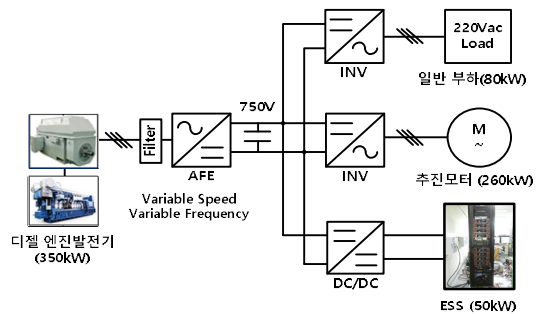 220Vac
Load
INV
일반 부하(80kW)
750V
Filter
AFE
INV
M
~
추진모터 (260kW)
Variable Speed
Variable Frequency
디젤 엔진발전기
(350kW)
DC/DC
ESS (50kW)